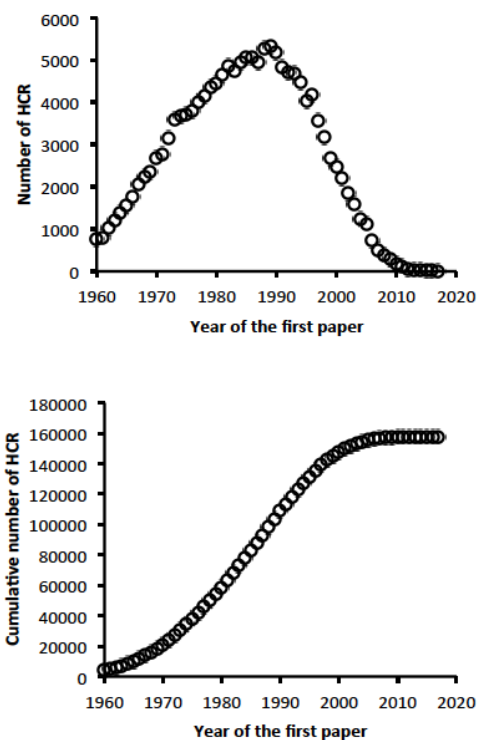 6000
5000
4000
3000
2000
1000
0
Number of HCR
1960 1970 1980 1990 2000 2010 2020
Year of the first paper
180000
160000
140000
120000
100000
80000
60000
40000
20000
0
Cumulative number of HCR
1960 1970 1980 1990 2000 2010 2020
Year of the first paper